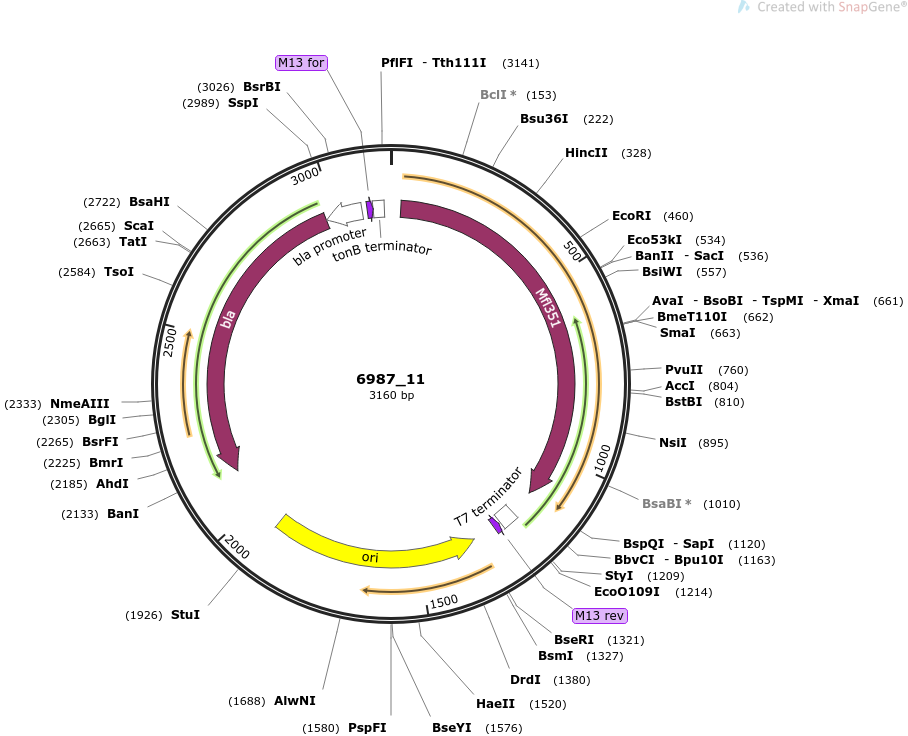 Created with SnapGene®
M13 for
PflFI - Tth111I (3141)
(3026) BsrBI
(2989) SspI
BclI * (153)
Bsu36I (222)
HincII (328)
3000
(2722) BsaHI
(2665) ScaI
(2663) TatI
(2584) TsoI
bla promoter
tonB terminator
EcoRI (460)
500
Eco53kI (534)
BanII - SacI (536)
BsiWI (557)
Mfl351
AvaI - BsoBI - TspMI - XmaI (661)
BmeT110I (662)
SmaI (663)
bla
2500
6987_11
3160 bp
PvuII (760)
AccI (804)
BstBI (810)
(2333) NmeAIII
(2305) BglI
(2265) BsrFI
(2225) BmrI
(2185) AhdI
(2133) BanI
NsiI (895)
1000
BsaBI * (1010)
T7 terminator
2000
ori
BspQI - SapI (1120)
BbvCI - Bpu10I (1163)
StyI (1209)
EcoO109I (1214)
(1926) StuI
1500
M13 rev
BseRI (1321)
BsmI (1327)
DrdI (1380)
(1688) AlwNI
HaeII (1520)
(1580) PspFI
BseYI (1576)